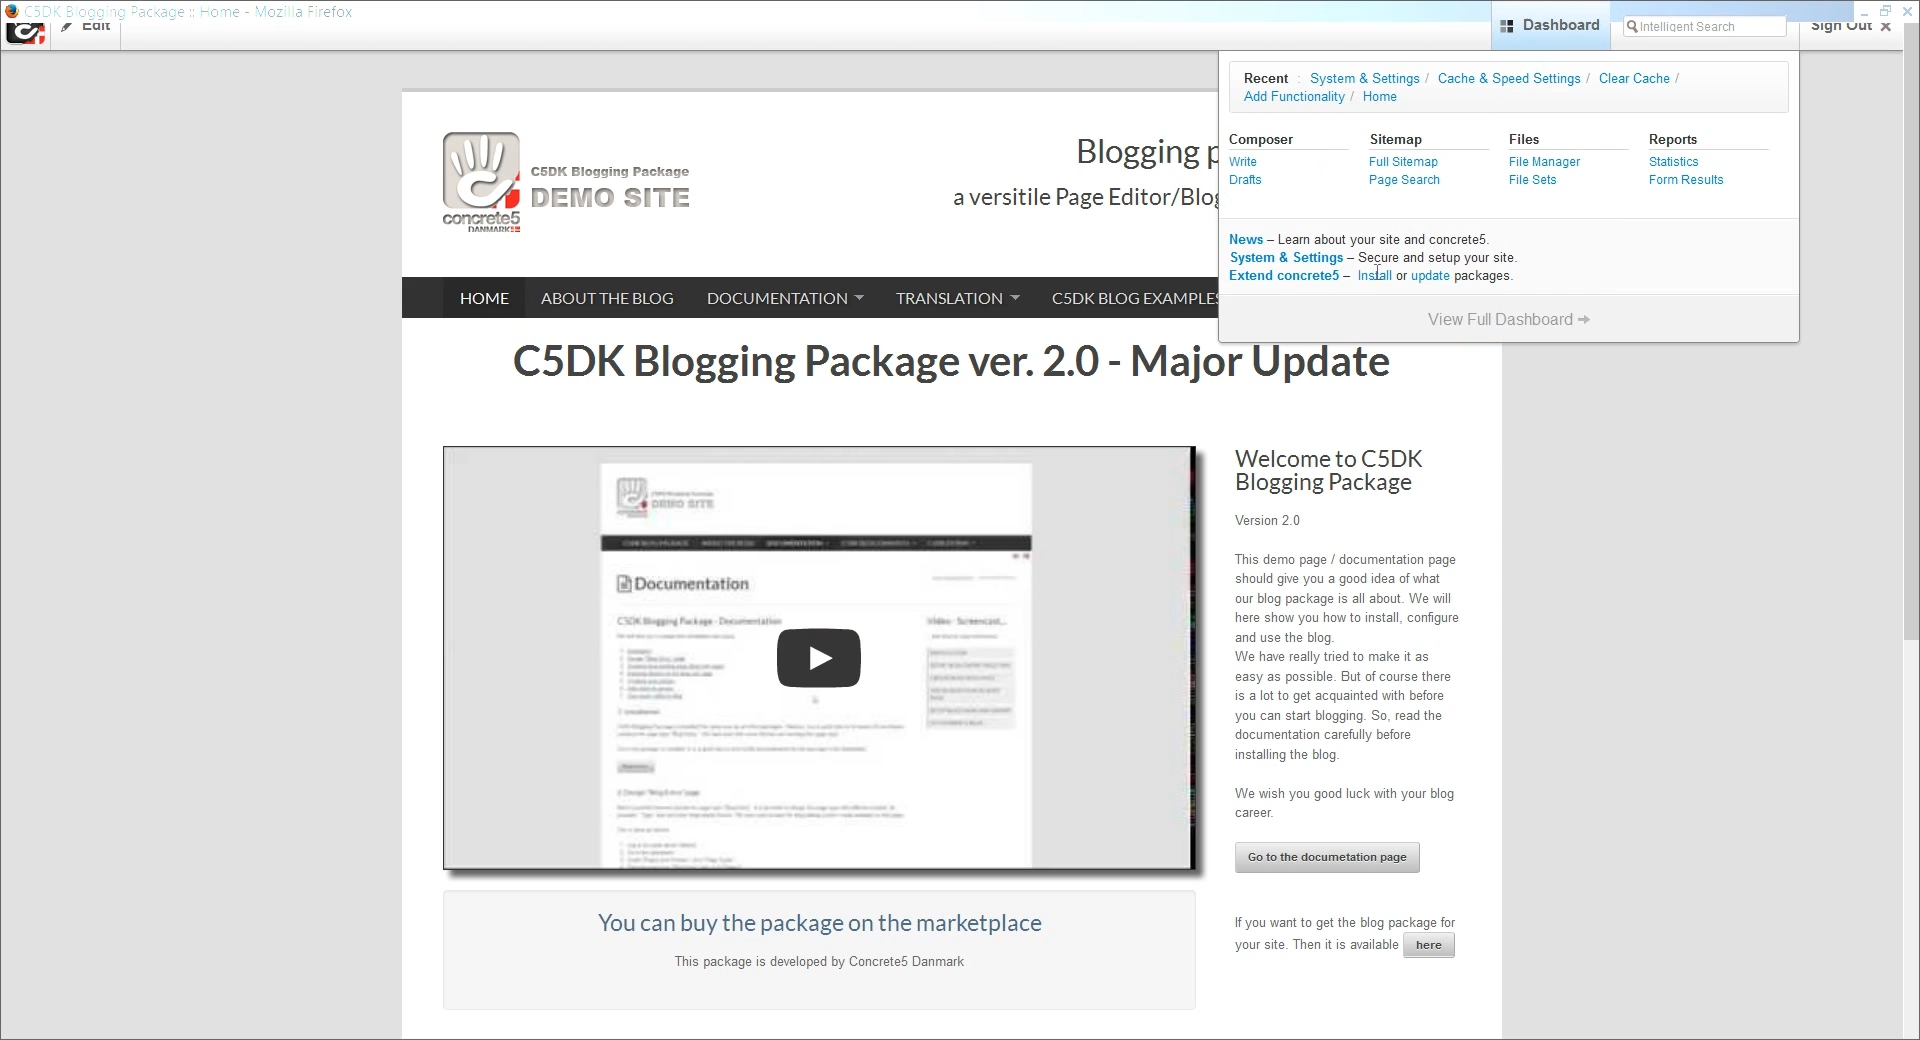 C5DK Blogging Package :: Home - Mozilla Firefox
Edit
Dashboard
Intelligent Search
Sign Out
Recent : System & Settings / Cache & Speed Settings / Clear Cache /
Add Functionality / Home
Composer
Write
Drafts
Sitemap
Full Sitemap
Page Search
Files
File Manager
File Sets
Reports
Statistics
Form Results
News – Learn about your site and concrete5.
System & Settings – Secure and setup your site.
Extend concrete5 – Install or update packages.
View Full Dashboard
concrete5
DANMARK
C5DK Blogging Package
DEMO SITE
Blogging
a versitile Page Editor/Blog
HOME
ABOUT THE BLOG
DOCUMENTATION
TRANSLATION
C5DK BLOG EXAMPLES
C5DK Blogging Package ver. 2.0 - Major Update
DEMO SITE
Documentation
C5DK Blogging Package - Documentation
Video - Screencast...
Welcome to C5DK
Blogging Package
Version 2.0
This demo page / documentation page
should give you a good idea of what
our blog package is all about. We will
here show you how to install, configure
and use the blog.
We have really tried to make it as
easy as possible. But of course there
is a lot to get acquainted with before
you can start blogging. So, read the
documentation carefully before
installing the blog.
We wish you good luck with your blog
career.
Go to the documetation page
If you want to get the blog package for
your site. Then it is available here
You can buy the package on the marketplace
This package is developed by Concrete5 Danmark